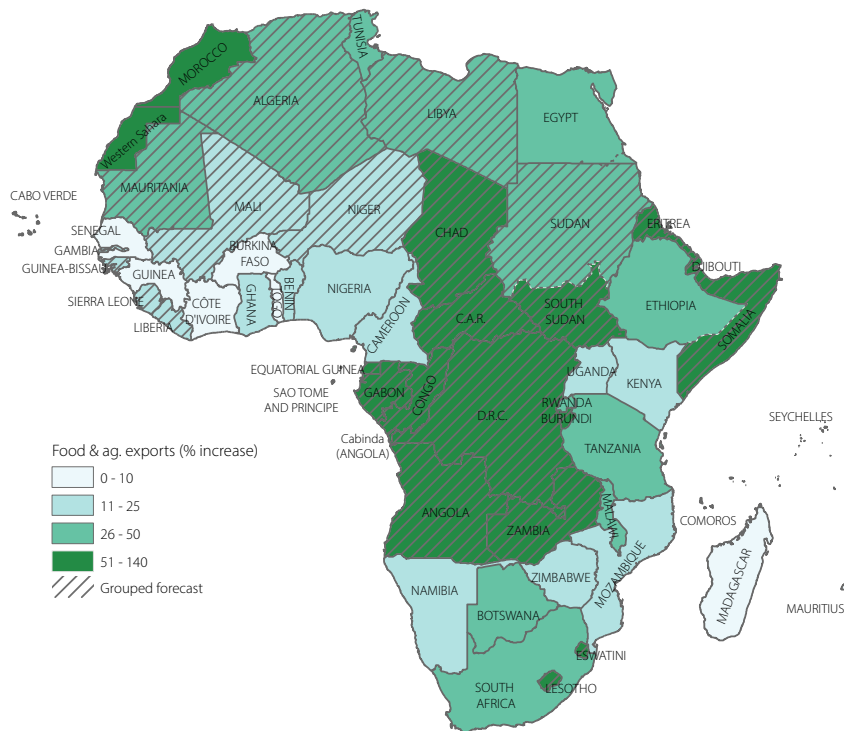 TUNISIA
MOROCCO
ALGERIA
LIBYA
EGYPT
Western Sahara
MAURITANIA
CABO VERDE
MALI
NIGER
CHAD
SUDAN
ERITREA
SENEGAL
GAMBIA
GUINEA-BISSAU
GUINEA
BURKINA
FASO
DJIBOUTI
SIERRA LEONE
LIBERIA
CÔTE
D'IVOIRE
GHANA
TOGO
BENIN
NIGERIA
CAMEROON
C.A.R.
SOUTH
SUDAN
ETHIOPIA
SOMALIA
EQUATORIAL GUINEA
SAO TOME
AND PRINCIPE
GABON
CONGO
D.R.C.
UGANDA
KENYA
RWANDA
BURUNDI
Cabinda
(ANGOLA)
TANZANIA
SEYCHELLES
Food & ag. exports (% increase)
0 - 10
11 - 25
26 - 50
51 - 140
Grouped forecast
ANGOLA
ZAMBIA
MALAWI
COMOROS
MOZAMBIQUE
MADAGASCAR
MAURITIUS
NAMIBIA
ZIMBABWE
BOTSWANA
ESWATINI
SOUTH
AFRICA
LESOTHO